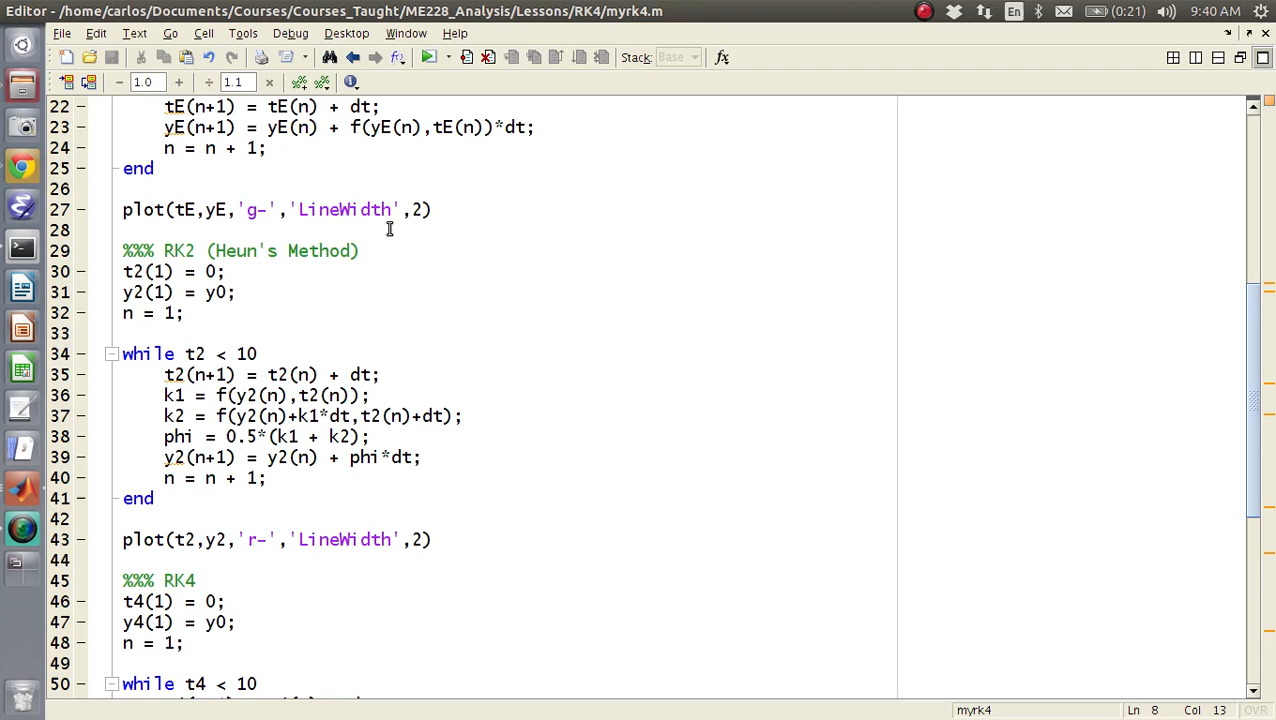 Editor - /home/carlos/Documents/Courses/Courses_Taught/ME228_Analysis/Lessons/RK4/myrk4.m
En
(0:21)
9:40 AM
File Edit Text Go Cell Tools Debug Desktop Window Help
Stack: Base
fx
− 1.0 + ÷ 1.1 ×
22 tE(n+1) = tE(n) + dt;
23 yE(n+1) = yE(n) + f(yE(n),tE(n))*dt;
24 n = n + 1;
25 end
26
27 plot(tE,yE,'g-','LineWidth',2)
28
29 %%% RK2 (Heun's Method)
30 t2(1) = 0;
31 y2(1) = y0;
32 n = 1;
33
34 while t2 < 10
35 t2(n+1) = t2(n) + dt;
36 k1 = f(y2(n),t2(n));
37 k2 = f(y2(n)+k1*dt,t2(n)+dt);
38 phi = 0.5*(k1 + k2);
39 y2(n+1) = y2(n) + phi*dt;
40 n = n + 1;
41 end
42
43 plot(t2,y2,'r-','LineWidth',2)
44
45 %%% RK4
46 t4(1) = 0;
47 y4(1) = y0;
48 n = 1;
49
50 while t4 < 10
myrk4 Ln 8 Col 13 OVR